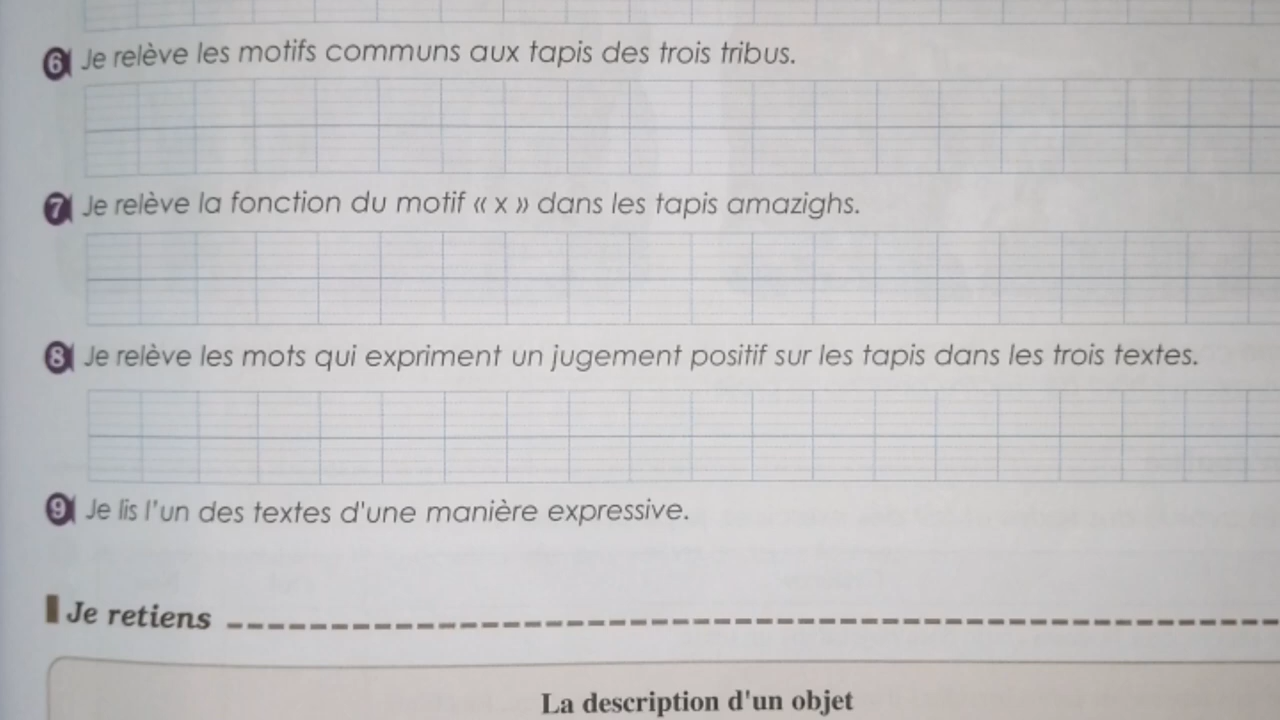 6 Je relève les motifs communs aux tapis des trois tribus.
7 Je relève la fonction du motif « x » dans les tapis amazighs.
8 Je relève les mots qui expriment un jugement positif sur les tapis dans les trois textes.
9 Je lis l'un des textes d'une manière expressive.
Je retiens
La description d'un objet